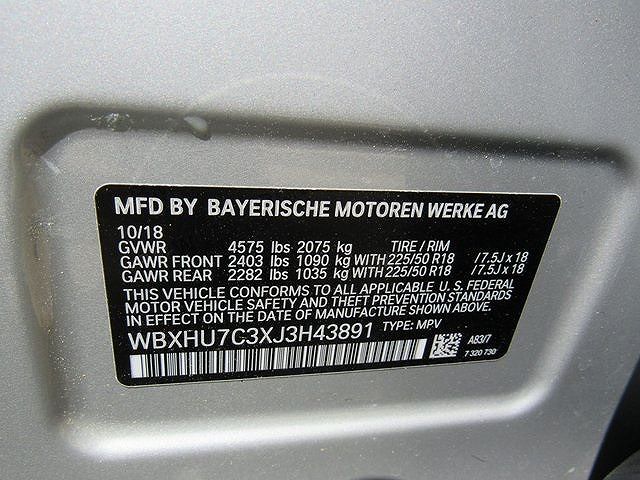 MFD BY BAYERISCHE MOTOREN WERKE AG
10/18
GVWR 4575 lbs 2075 kg TIRE / RIM
GAWR FRONT 2403 lbs 1090 kg WITH 225/50 R18 /7.5J x 18
GAWR REAR 2282 lbs 1035 kg WITH 225/50 R18 /7.5J x 18
THIS VEHICLE CONFORMS TO ALL APPLICABLE U. S. FEDERAL
MOTOR VEHICLE SAFETY AND THEFT PREVENTION STANDARDS
IN EFFECT ON THE DATE OF MANUFACTURE SHOWN ABOVE.
WBXHU7C3XJ3H43891 TYPE: MPV
A83/7
7 320 730